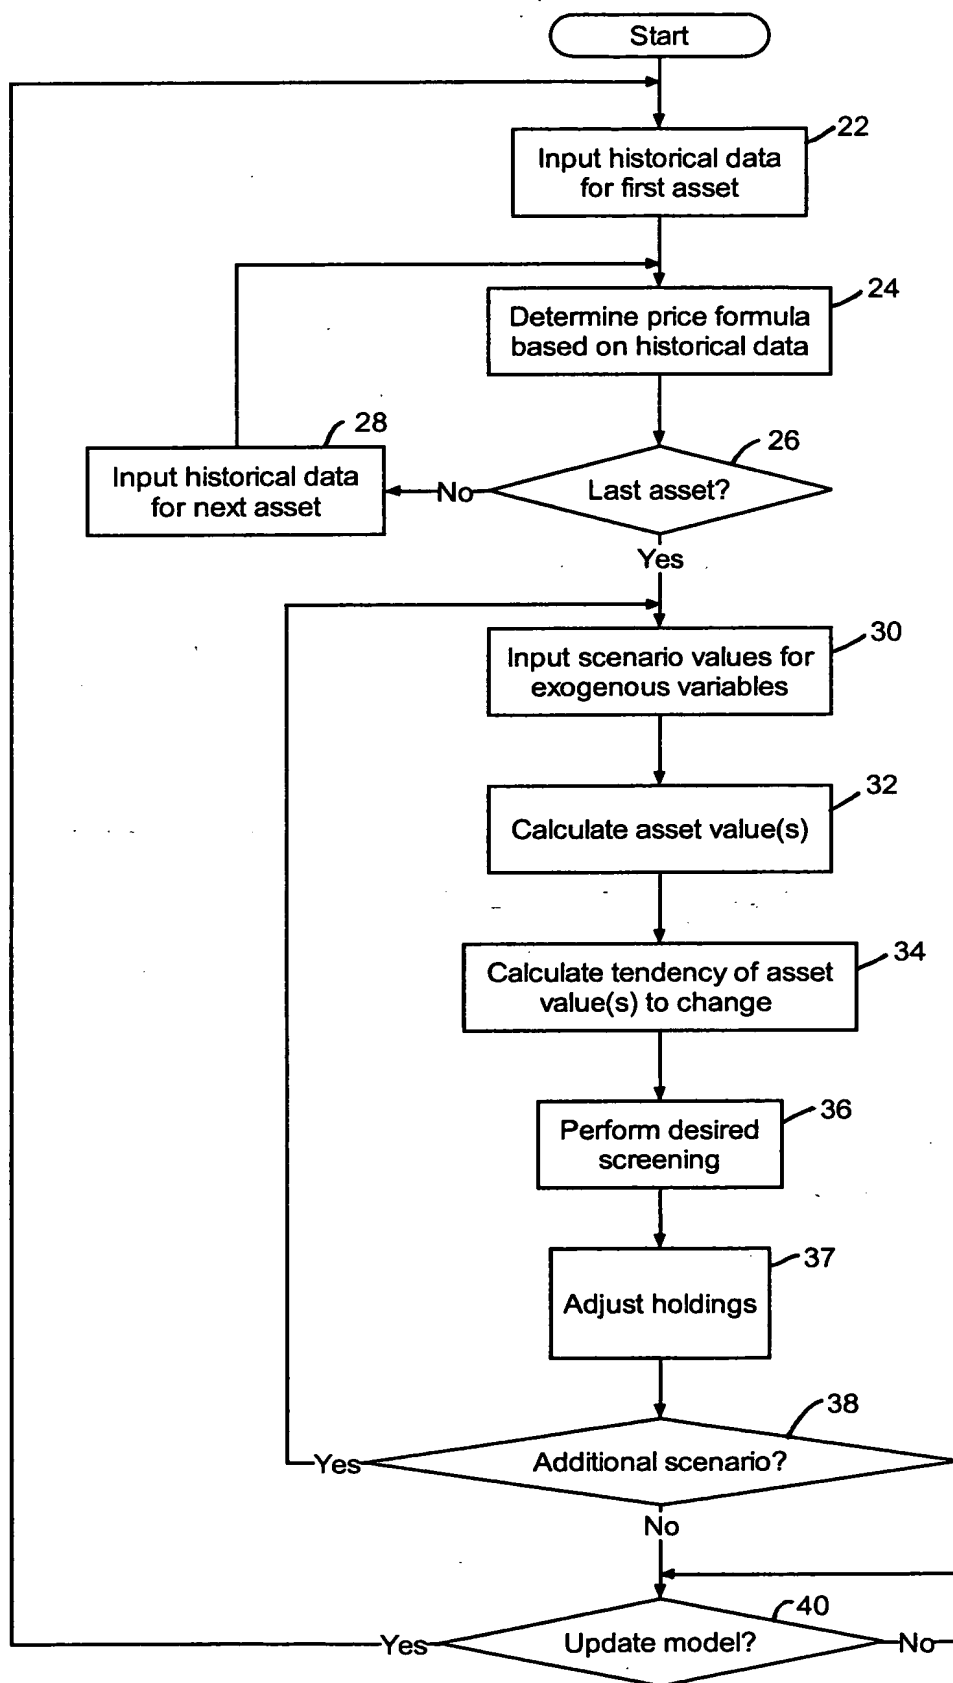 Start
22
Input historical data
for first asset
24
Determine price formula
based on historical data
28
Input historical data
for next asset
26
Last asset?
No
Yes
30
Input scenario values for
exogenous variables
32
Calculate asset value(s)
34
Calculate tendency of asset
value(s) to change
36
Perform desired
screening
37
Adjust holdings
38
Additional scenario?
Yes
No
40
Update model?
Yes
No